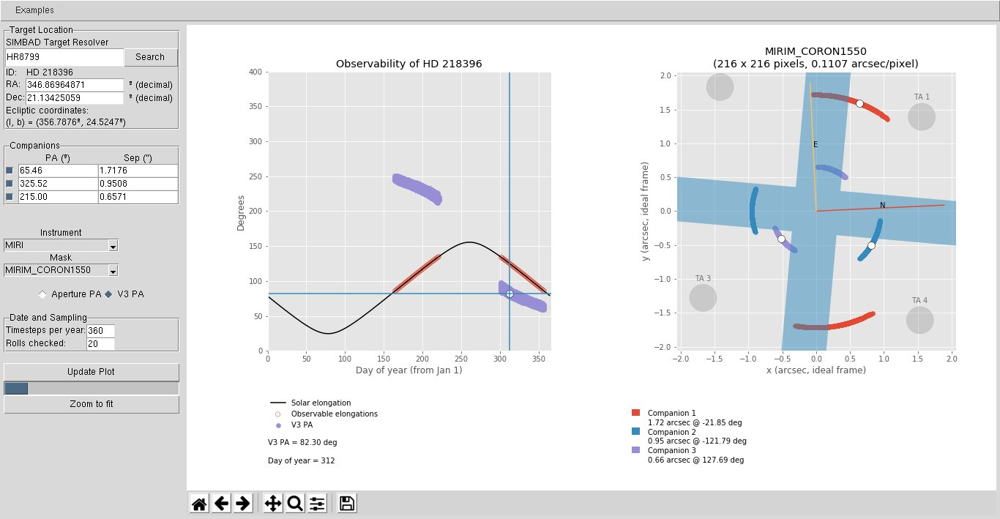 Examples
Target Location
SIMBAD Target Resolver
HR8799 Search
ID: HD 218396
RA: 346.86964871 º (decimal)
Dec: 21.13425059 º (decimal)
Ecliptic coordinates:
(l, b) = (356.7876º, 24.5247º)
Companions
PA (º) Sep (")
65.46 1.7176
325.52 0.9508
215.00 0.6571
Instrument
MIRI
Mask
MIRIM_CORON1550
Aperture PA V3 PA
Date and Sampling
Timesteps per year: 360
Rolls checked: 20
Update Plot
Zoom to fit
Observability of HD 218396
400
350
300
250
200
150
100
50
0
Degrees
0 50 100 150 200 250 300 350
Day of year (from Jan 1)
Solar elongation
Observable elongations
V3 PA
V3 PA = 82.30 deg
Day of year = 312
MIRIM_CORON1550
(216 x 216 pixels, 0.1107 arcsec/pixel)
2.0
1.5
1.0
0.5
0.0
−0.5
−1.0
−1.5
−2.0
y (arcsec, ideal frame)
TA 1
E
N
TA 3
TA 4
−2.0 −1.5 −1.0 −0.5 0.0 0.5 1.0 1.5 2.0
x (arcsec, ideal frame)
Companion 1
1.72 arcsec @ -21.85 deg
Companion 2
0.95 arcsec @ -121.79 deg
Companion 3
0.66 arcsec @ 127.69 deg